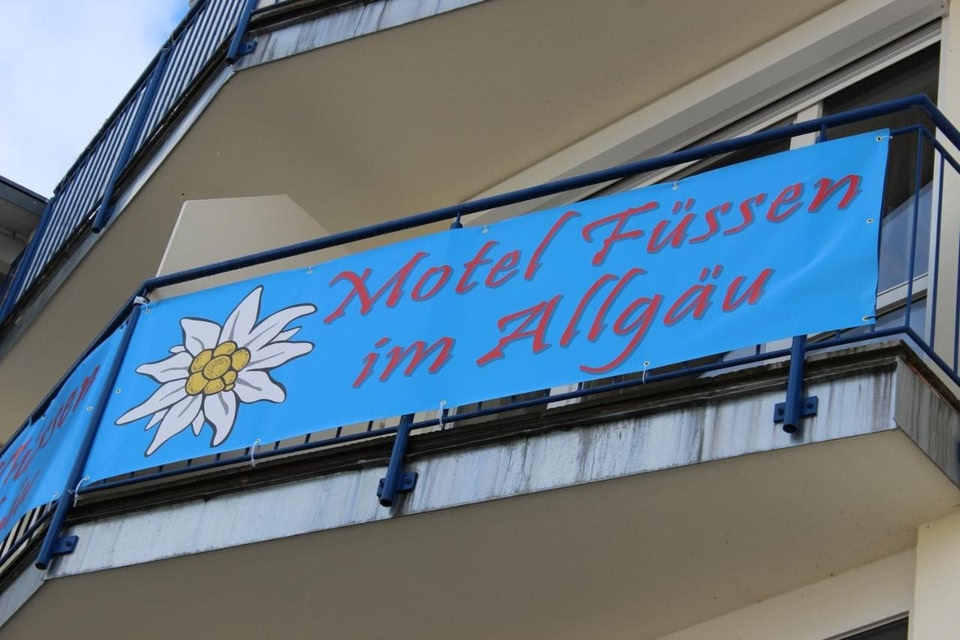 Motel Füssen
im Allgäu